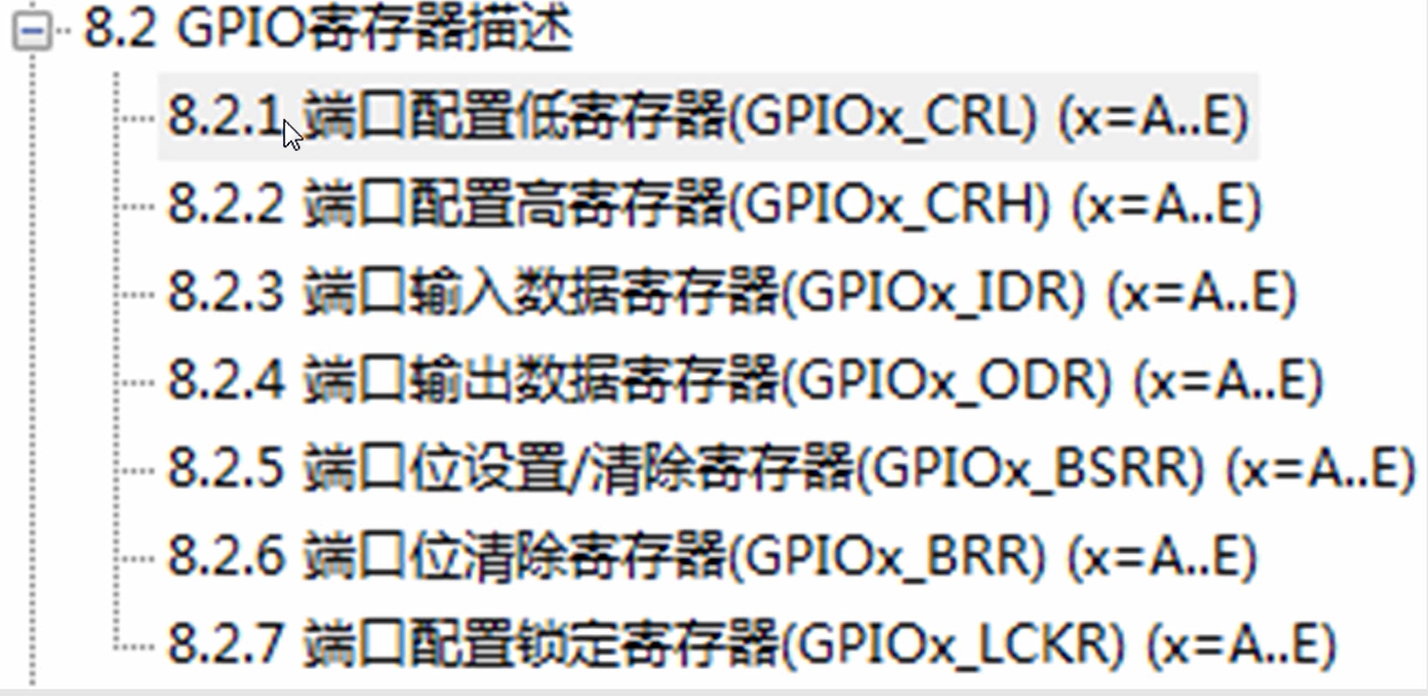 8.2 GPIO寄存器描述
8.2.1 端口配置低寄存器(GPIOx_CRL) (x=A..E)
8.2.2 端口配置高寄存器(GPIOx_CRH) (x=A..E)
8.2.3 端口输入数据寄存器(GPIOx_IDR) (x=A..E)
8.2.4 端口输出数据寄存器(GPIOx_ODR) (x=A..E)
8.2.5 端口位设置/清除寄存器(GPIOx_BSRR) (x=A..E)
8.2.6 端口位清除寄存器(GPIOx_BRR) (x=A..E)
8.2.7 端口配置锁定寄存器(GPIOx_LCKR) (x=A..E)